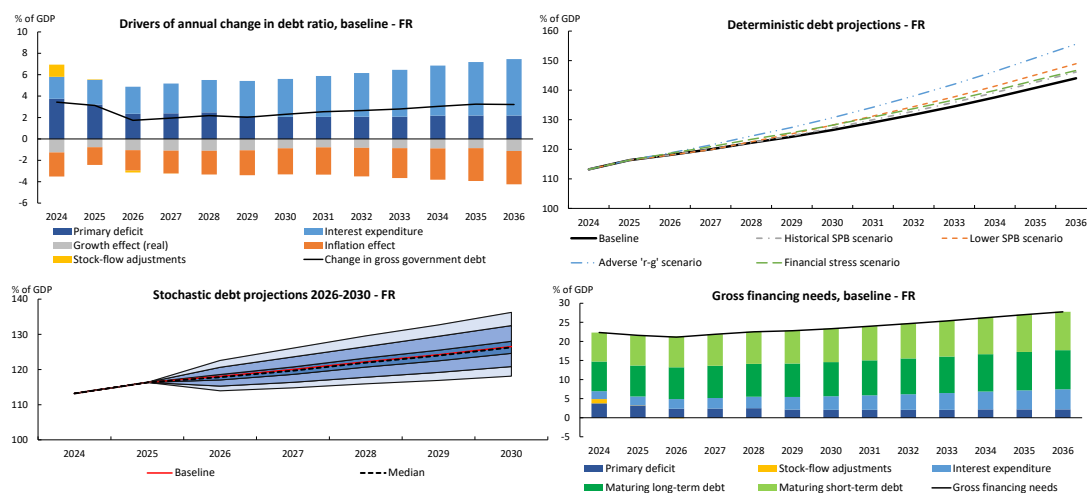 Drivers of annual change in debt ratio, baseline - FR
% of GDP
10
8
6
4
2
0
-2
-4
-6
2024 2025 2026 2027 2028 2029 2030 2031 2032 2033 2034 2035 2036
Primary deficit Interest expenditure
Growth effect (real) Inflation effect
Stock-flow adjustments Change in gross government debt
Deterministic debt projections - FR
% of GDP
160
150
140
130
120
110
100
2024 2025 2026 2027 2028 2029 2030 2031 2032 2033 2034 2035 2036
Baseline Historical SPB scenario Lower SPB scenario
Adverse 'r-g' scenario Financial stress scenario
Stochastic debt projections 2026-2030 - FR
% of GDP
140
130
120
110
100
2024 2025 2026 2027 2028 2029 2030
Baseline Median
Gross financing needs, baseline - FR
% of GDP
30
25
20
15
10
5
0
-5
2024 2025 2026 2027 2028 2029 2030 2031 2032 2033 2034 2035 2036
Primary deficit Stock-flow adjustments Interest expenditure
Maturing long-term debt Maturing short-term debt Gross financing needs